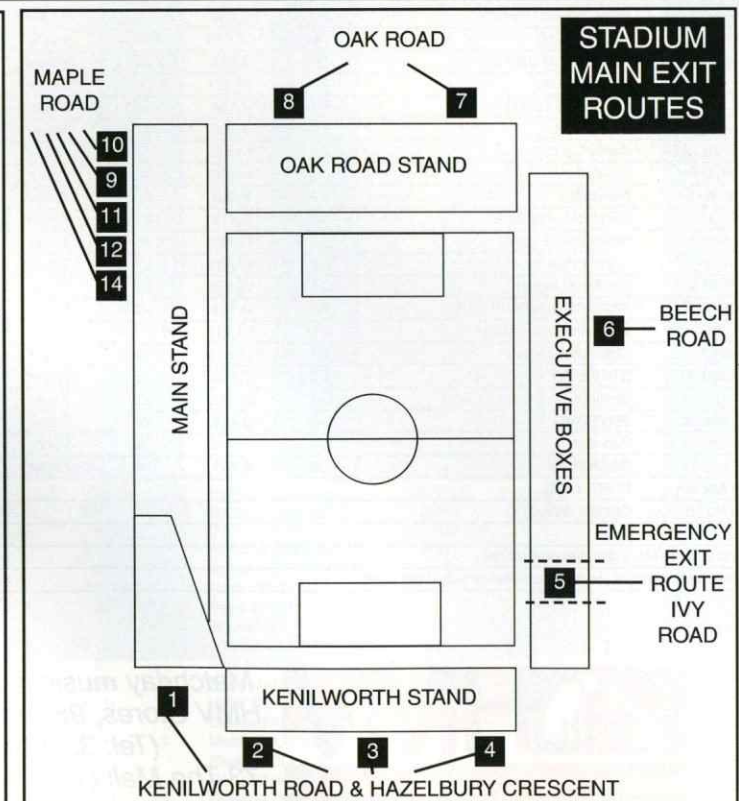 STADIUM
MAIN EXIT
ROUTES
OAK ROAD
MAPLE
ROAD
8
7
10
9
11
12
14
OAK ROAD STAND
MAIN STAND
EXECUTIVE BOXES
6
BEECH
ROAD
EMERGENCY
EXIT
ROUTE
IVY
ROAD
5
1
KENILWORTH STAND
2
3
4
KENILWORTH ROAD & HAZELBURY CRESCENT